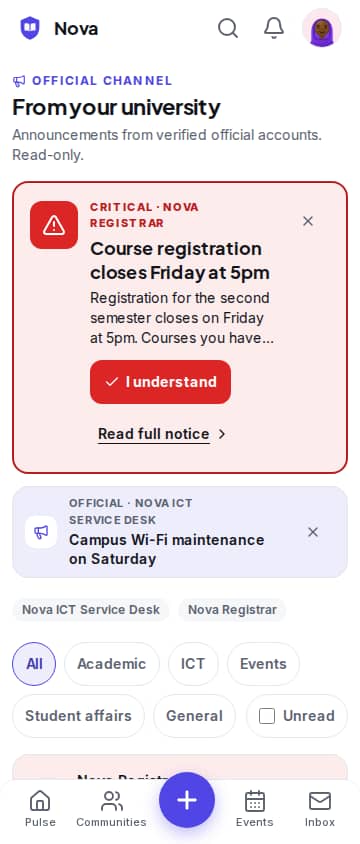 Nova
OFFICIAL CHANNEL
From your university
Announcements from verified official accounts.
Read-only.
CRITICAL · NOVA
REGISTRAR
Course registration
closes Friday at 5pm
Registration for the second
semester closes on Friday
at 5pm. Courses you have…
I understand
Read full notice
OFFICIAL · NOVA ICT
SERVICE DESK
Campus Wi-Fi maintenance
on Saturday
Nova ICT Service Desk Nova Registrar
All Academic ICT Events
Student affairs General Unread
Pulse Communities Events Inbox